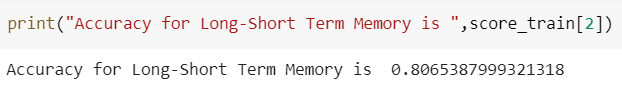 print("Accuracy for Long-Short Term Memory is ",score_train[2])
Accuracy for Long-Short Term Memory is  0.8065387999321318